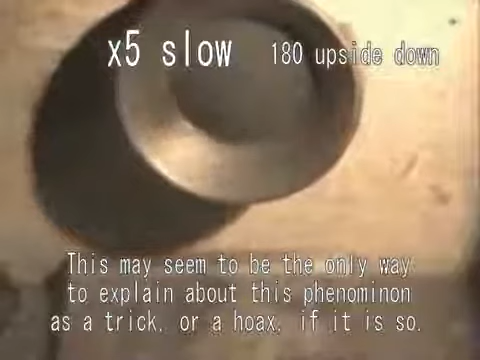 x5 slow 180 upside down
This may seem to be the only way
to explain about this phenominon
as a trick, or a hoax, if it is so.